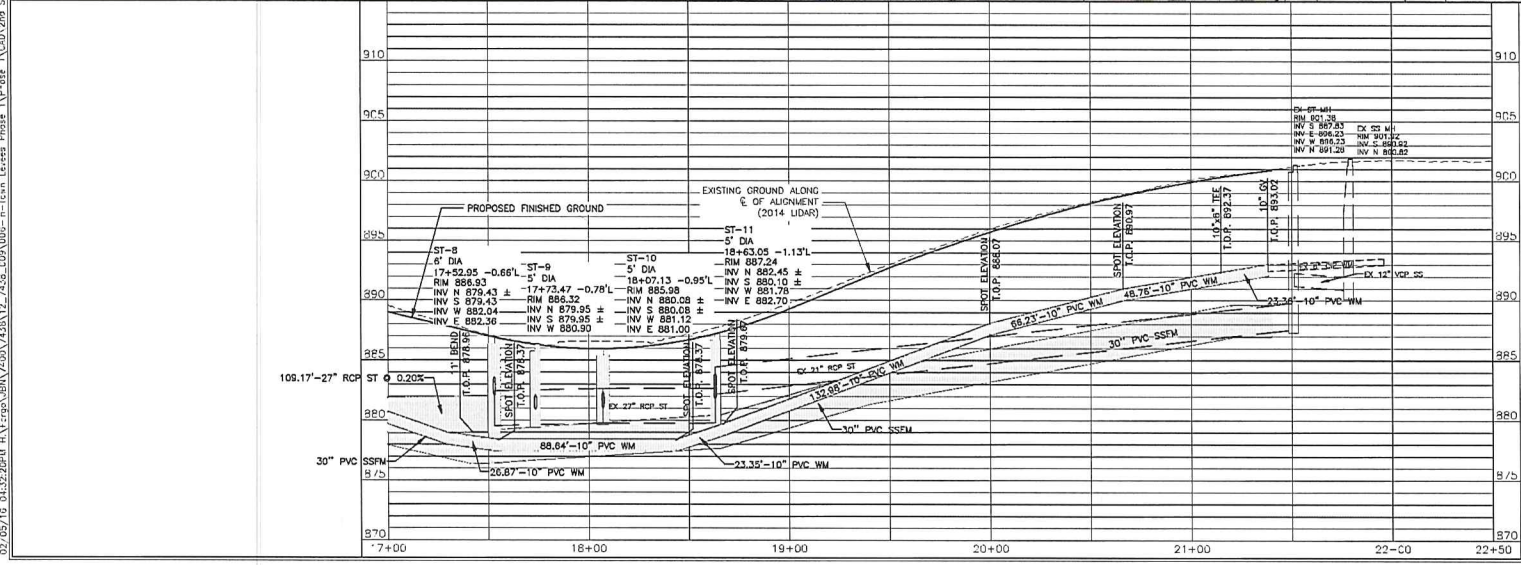 910
905
900
895
890
885
880
875
870
910
905
900
895
890
885
880
875
870
PROPOSED FINISHED GROUND
EXISTING GROUND ALONG
℄ OF ALIGNMENT
(2014 LIDAR)
ST-8
6' DIA
17+52.95 -0.66'L
RIM 886.93
INV N 879.43 ±
INV S 879.43
INV W 882.04
INV E 882.36
ST-9
5' DIA
17+73.47 -0.78'L
RIM 886.32
INV N 879.95 ±
INV S 879.95 ±
INV W 880.90
ST-10
5' DIA
18+07.13 -0.95'L
RIM 885.98
INV N 880.08 ±
INV S 880.08 ±
INV W 881.12
INV E 881.00
ST-11
5' DIA
18+63.05 -1.13'L
RIM 887.24
INV N 882.45 ±
INV S 880.10 ±
INV W 881.78
INV E 882.70
EX ST MH
RIM 901.38
INV S 887.83
INV E 896.23
INV W 896.23
INV N 891.28
EX SS MH
INV S 890.92
INV N 890.82
BEND
T.O.P. 878.96
SPOT ELEVATION
T.O.P. 878.37
SPOT ELEVATION
T.O.P. 878.37
SPOT ELEVATION
T.O.P. 879.67
SPOT ELEVATION
T.O.P. 888.07
SPOT ELEVATION
T.O.P. 890.97
T.O.P. 892.37
10" GV
T.O.P. 893.02
109.17'-27" RCP ST @ 0.20%
30" PVC SSFM
26.87'-10" PVC WM
88.64'-10" PVC WM
23.35'-10" PVC WM
132.98'-10" PVC WM
30" PVC SSFM
66.23'-10" PVC WM
48.76'-10" PVC WM
23.36'-10" PVC WM
30" PVC SSFM
EX 27" RCP ST
EX 21" RCP ST
EX 12" VCP SS
17+00
18+00
19+00
20+00
21+00
22+00
22+50